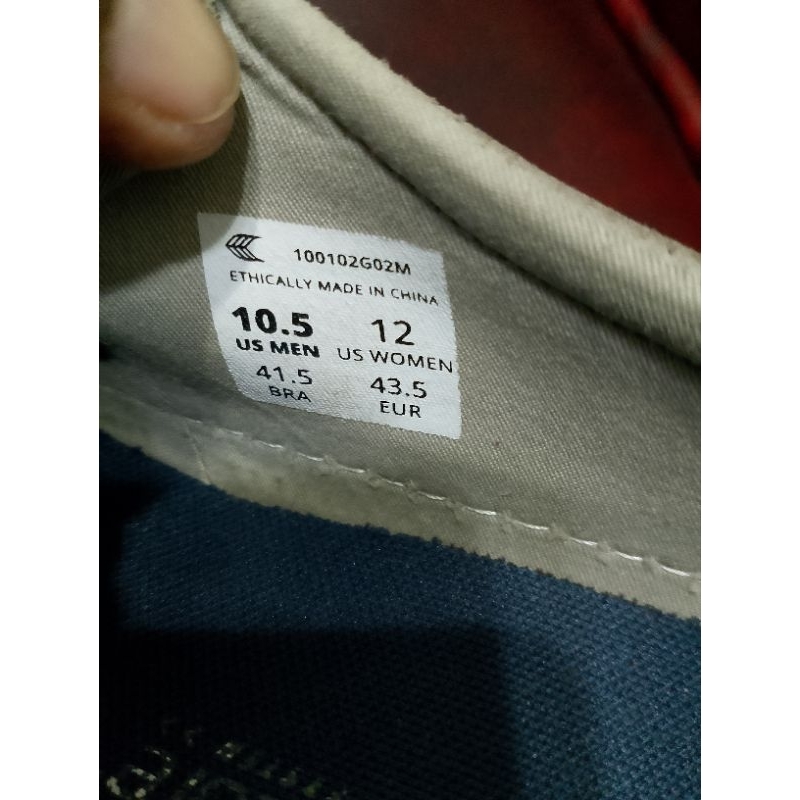 100102G02M
ETHICALLY MADE IN CHINA
10.5 12
US MEN US WOMEN
41.5 43.5
BRA EUR